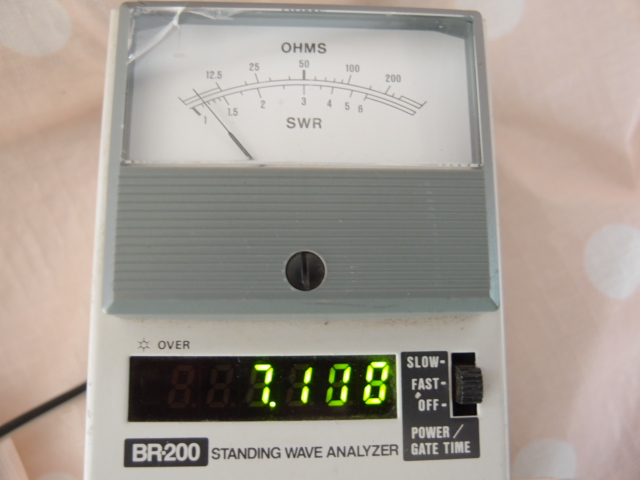 OHMS
12.5 25 50 100 200
1 1.5 2 3 4 5 6
SWR
OVER
7.108
SLOW-
FAST-
OFF-
POWER/
GATE TIME
BR-200 STANDING WAVE ANALYZER